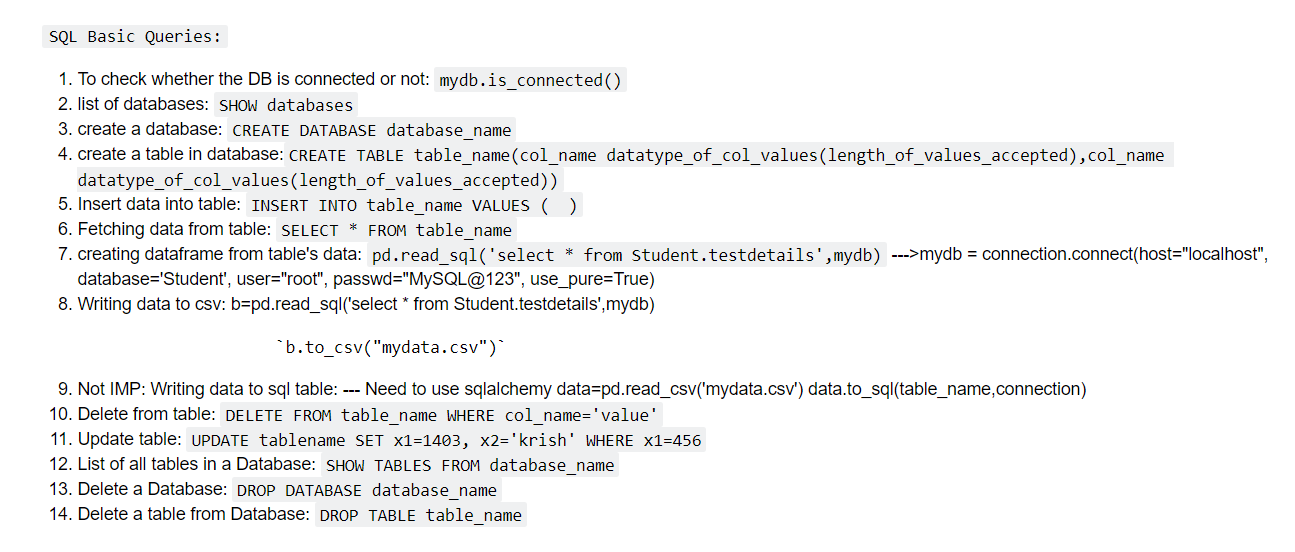 SQL Basic Queries:
1. To check whether the DB is connected or not: mydb.is_connected()
2. list of databases: SHOW databases
3. create a database: CREATE DATABASE database_name
4. create a table in database: CREATE TABLE table_name(col_name datatype_of_col_values(length_of_values_accepted),col_name
datatype_of_col_values(length_of_values_accepted))
5. Insert data into table: INSERT INTO table_name VALUES (  )
6. Fetching data from table: SELECT * FROM table_name
7. creating dataframe from table's data: pd.read_sql('select * from Student.testdetails',mydb) --->mydb = connection.connect(host="localhost",
database='Student', user="root", passwd="MySQL@123", use_pure=True)
8. Writing data to csv: b=pd.read_sql('select * from Student.testdetails',mydb)
`b.to_csv("mydata.csv")`
9. Not IMP: Writing data to sql table: --- Need to use sqlalchemy data=pd.read_csv('mydata.csv') data.to_sql(table_name,connection)
10. Delete from table: DELETE FROM table_name WHERE col_name='value'
11. Update table: UPDATE tablename SET x1=1403, x2='krish' WHERE x1=456
12. List of all tables in a Database: SHOW TABLES FROM database_name
13. Delete a Database: DROP DATABASE database_name
14. Delete a table from Database: DROP TABLE table_name